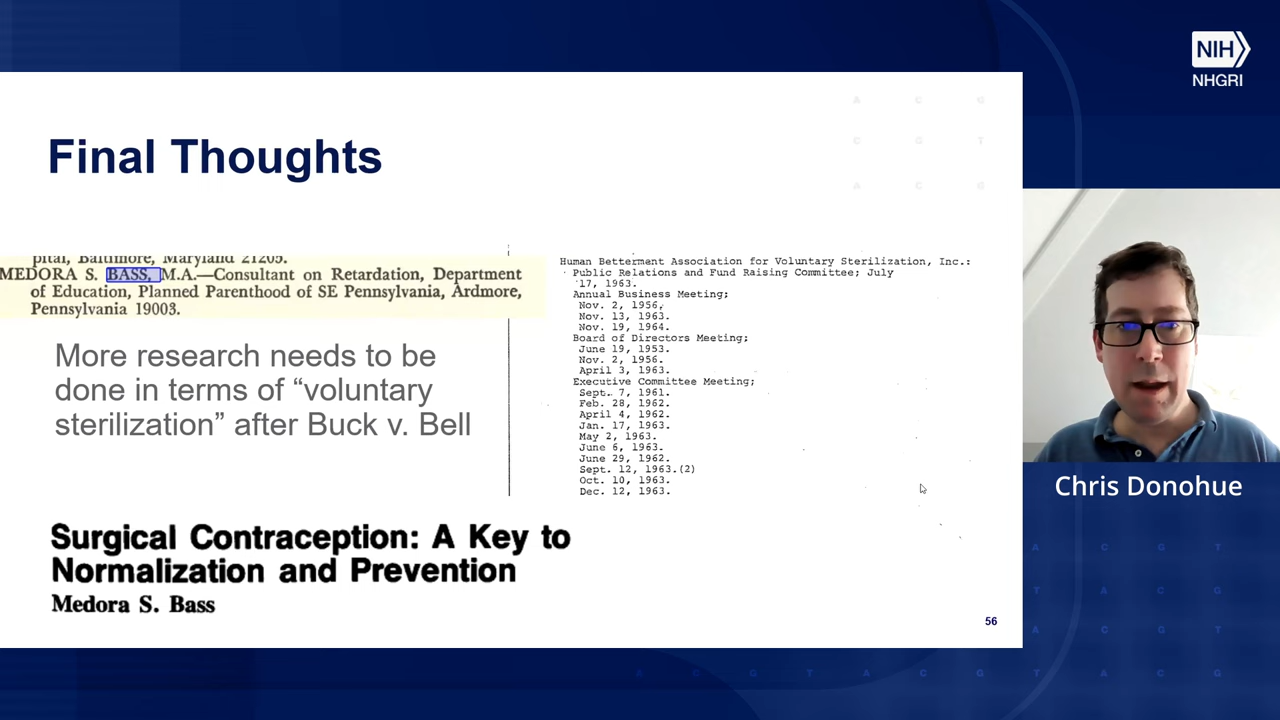 NIH
NHGRI
Final Thoughts
pital, Baltimore, Maryland 21205.
MEDORA S. BASS, M.A.—Consultant on Retardation, Department
of Education, Planned Parenthood of SE Pennsylvania, Ardmore,
Pennsylvania 19003.
More research needs to be
done in terms of “voluntary
sterilization” after Buck v. Bell
Human Betterment Association for Voluntary Sterilization, Inc.:
Public Relations and Fund Raising Committee; July
17, 1963.
Annual Business Meeting;
Nov. 2, 1956,
Nov. 13, 1963.
Nov. 19, 1964.
Board of Directors Meeting;
June 19, 1953.
Nov. 2, 1956.
April 3, 1963.
Executive Committee Meeting;
Sept. 7, 1961.
Feb. 28, 1962.
April 4, 1962.
Jan. 17, 1963.
May 2, 1963.
June 6, 1963.
June 29, 1962.
Sept. 12, 1963.(2)
Oct. 10, 1963.
Dec. 12, 1963.
Surgical Contraception: A Key to
Normalization and Prevention
Medora S. Bass
56
Chris Donohue
A C G
C G T
A C G
A C G T
A C G T
A C G T
A G T A C G T A C G